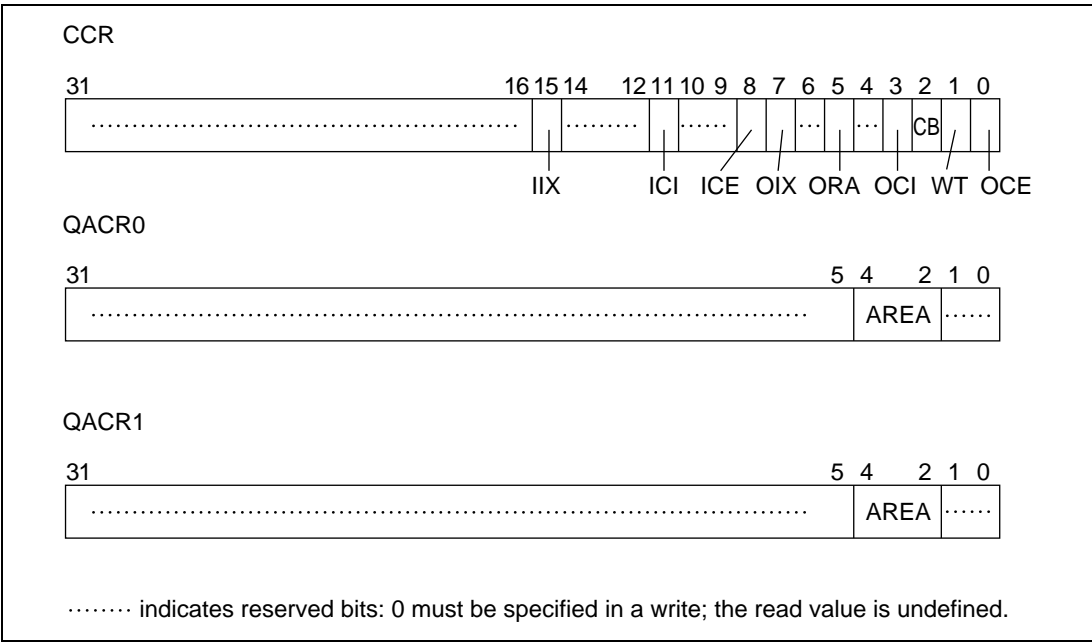 CCR
31 16 15 14 12 11 10 9 8 7 6 5 4 3 2 1 0
CB
IIX ICI ICE OIX ORA OCI WT OCE
QACR0
31 5 4 2 1 0
AREA
QACR1
31 5 4 2 1 0
AREA
········ indicates reserved bits: 0 must be specified in a write; the read value is undefined.